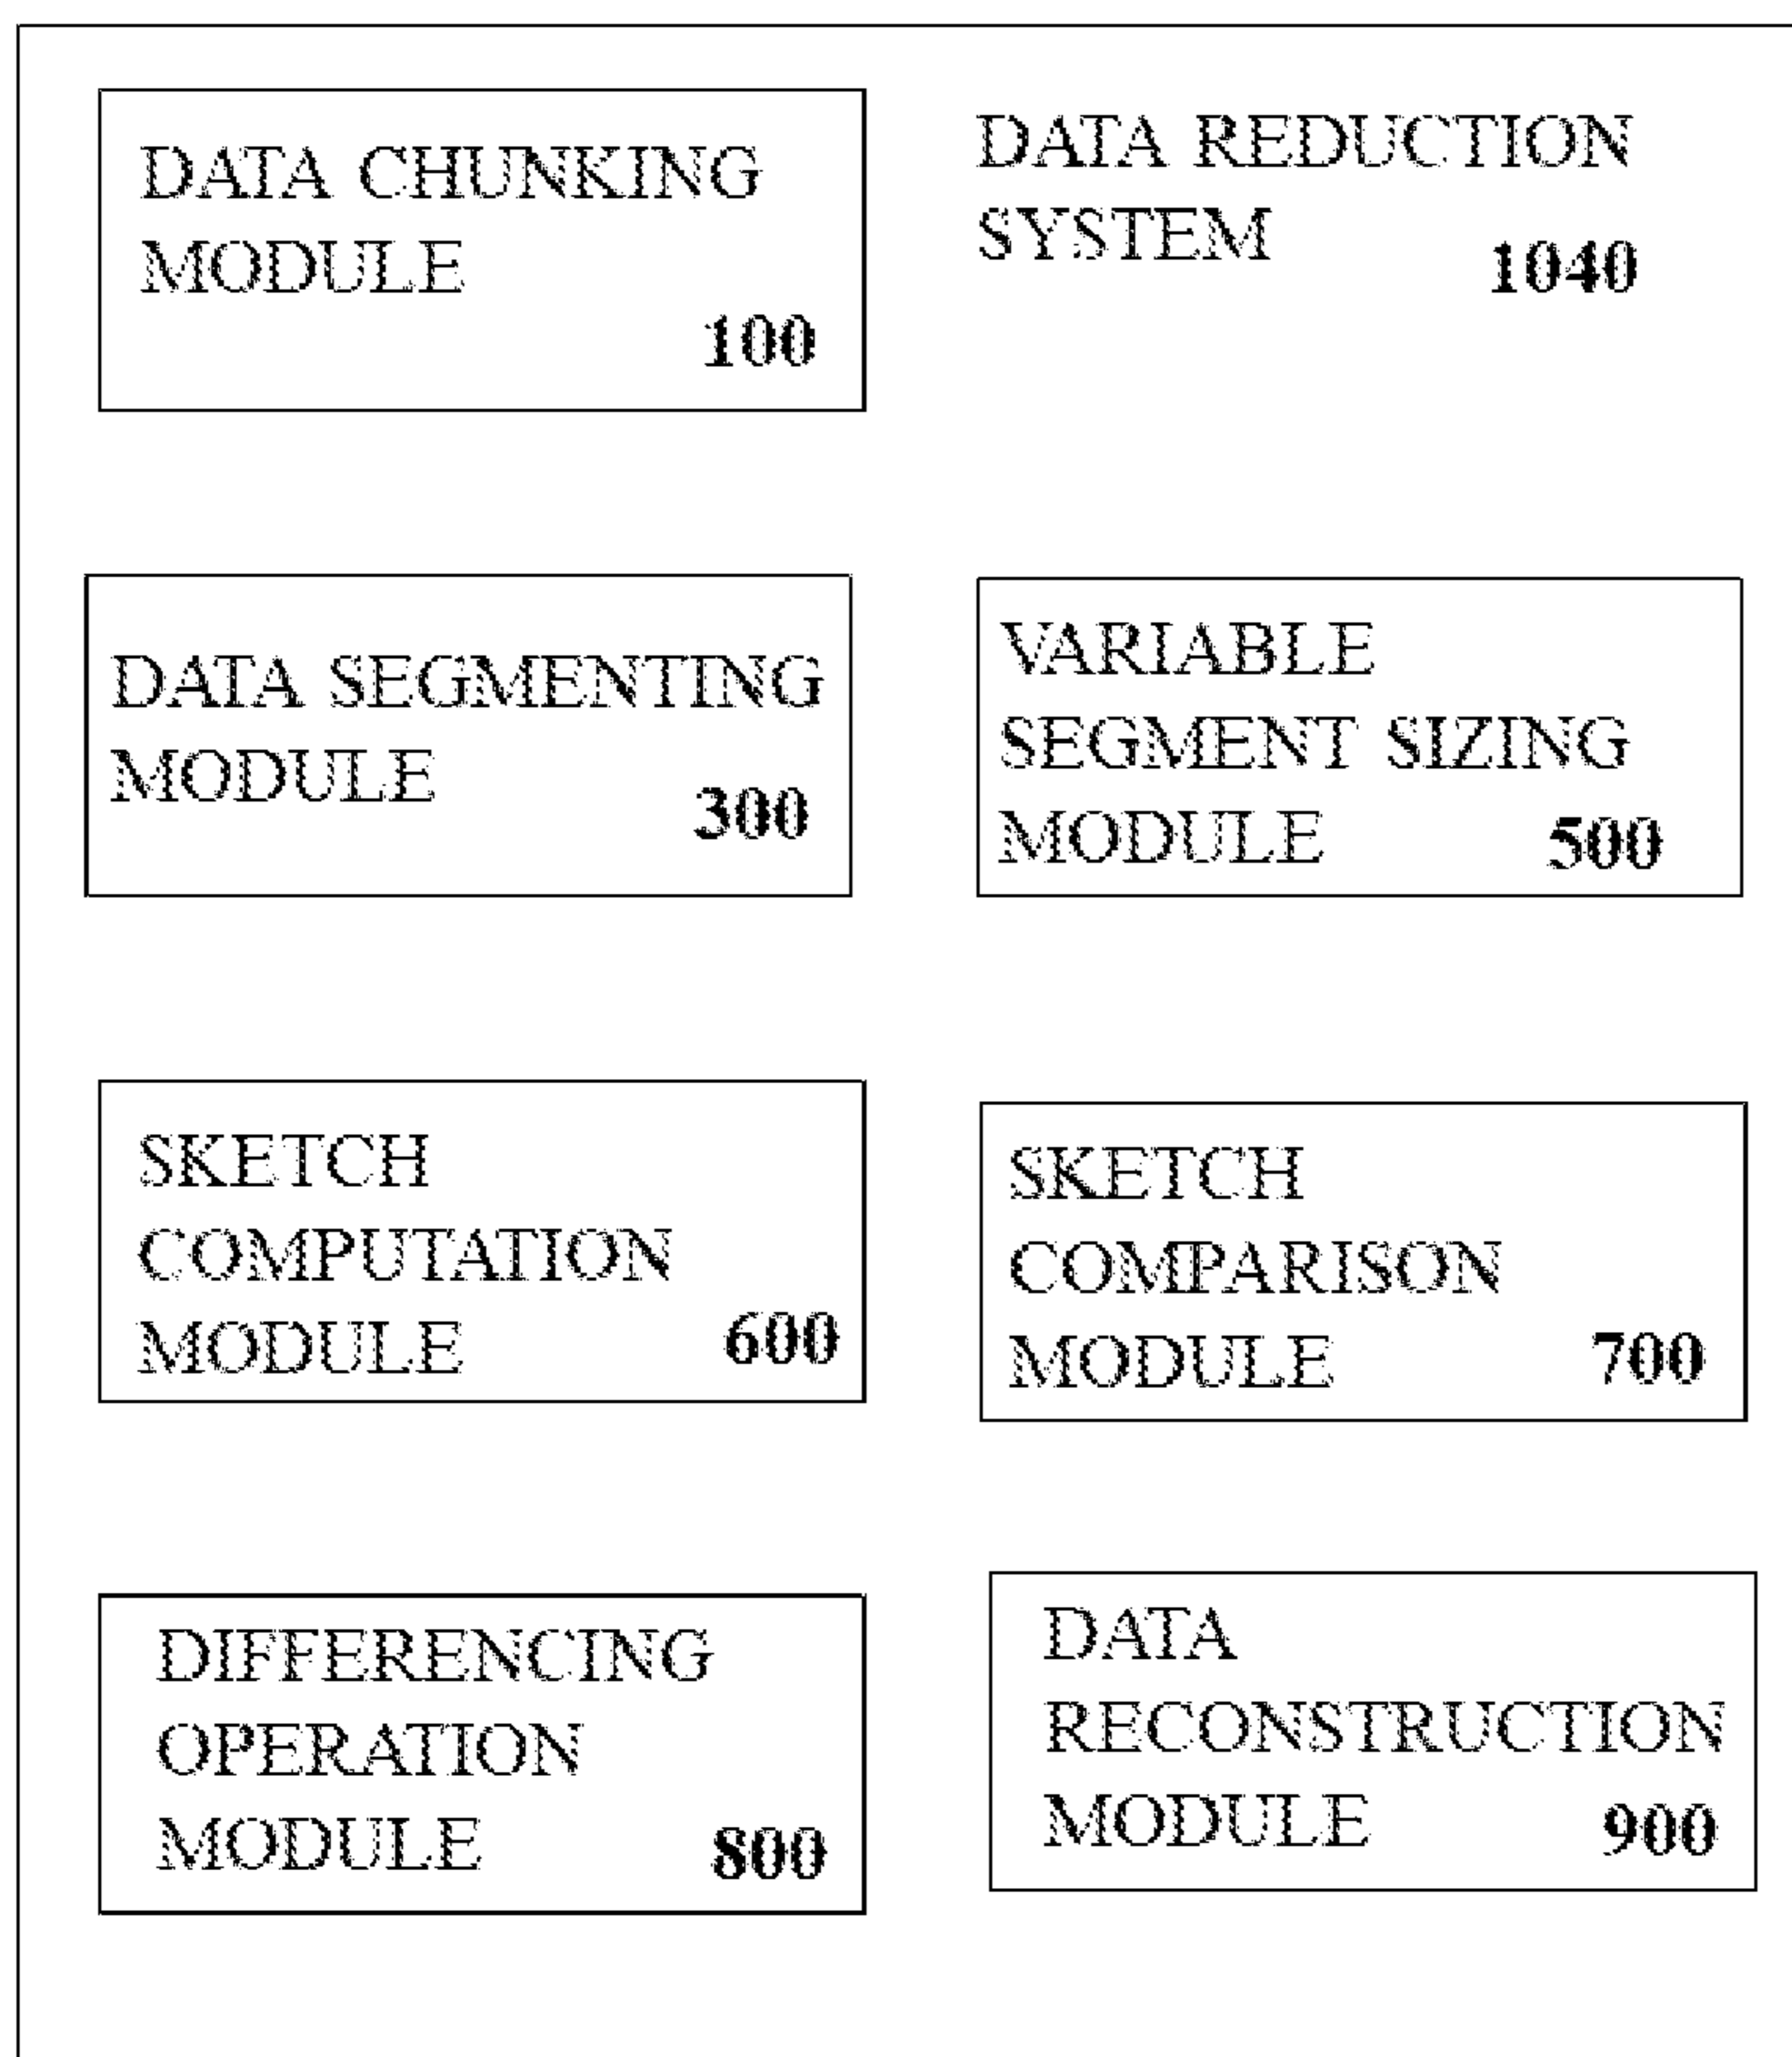 DATA CHUNKING
MODULE
100
DATA REDUCTION
SYSTEM
1040
DATA SEGMENTING
MODULE
300
VARIABLE
SEGMENT SIZING
MODULE 500
SKETCH
COMPUTATION
MODULE 600
SKETCH
COMPARISON
MODULE 700
DIFFERENCING
OPERATION
MODULE 800
DATA
RECONSTRUCTION
MODULE 900